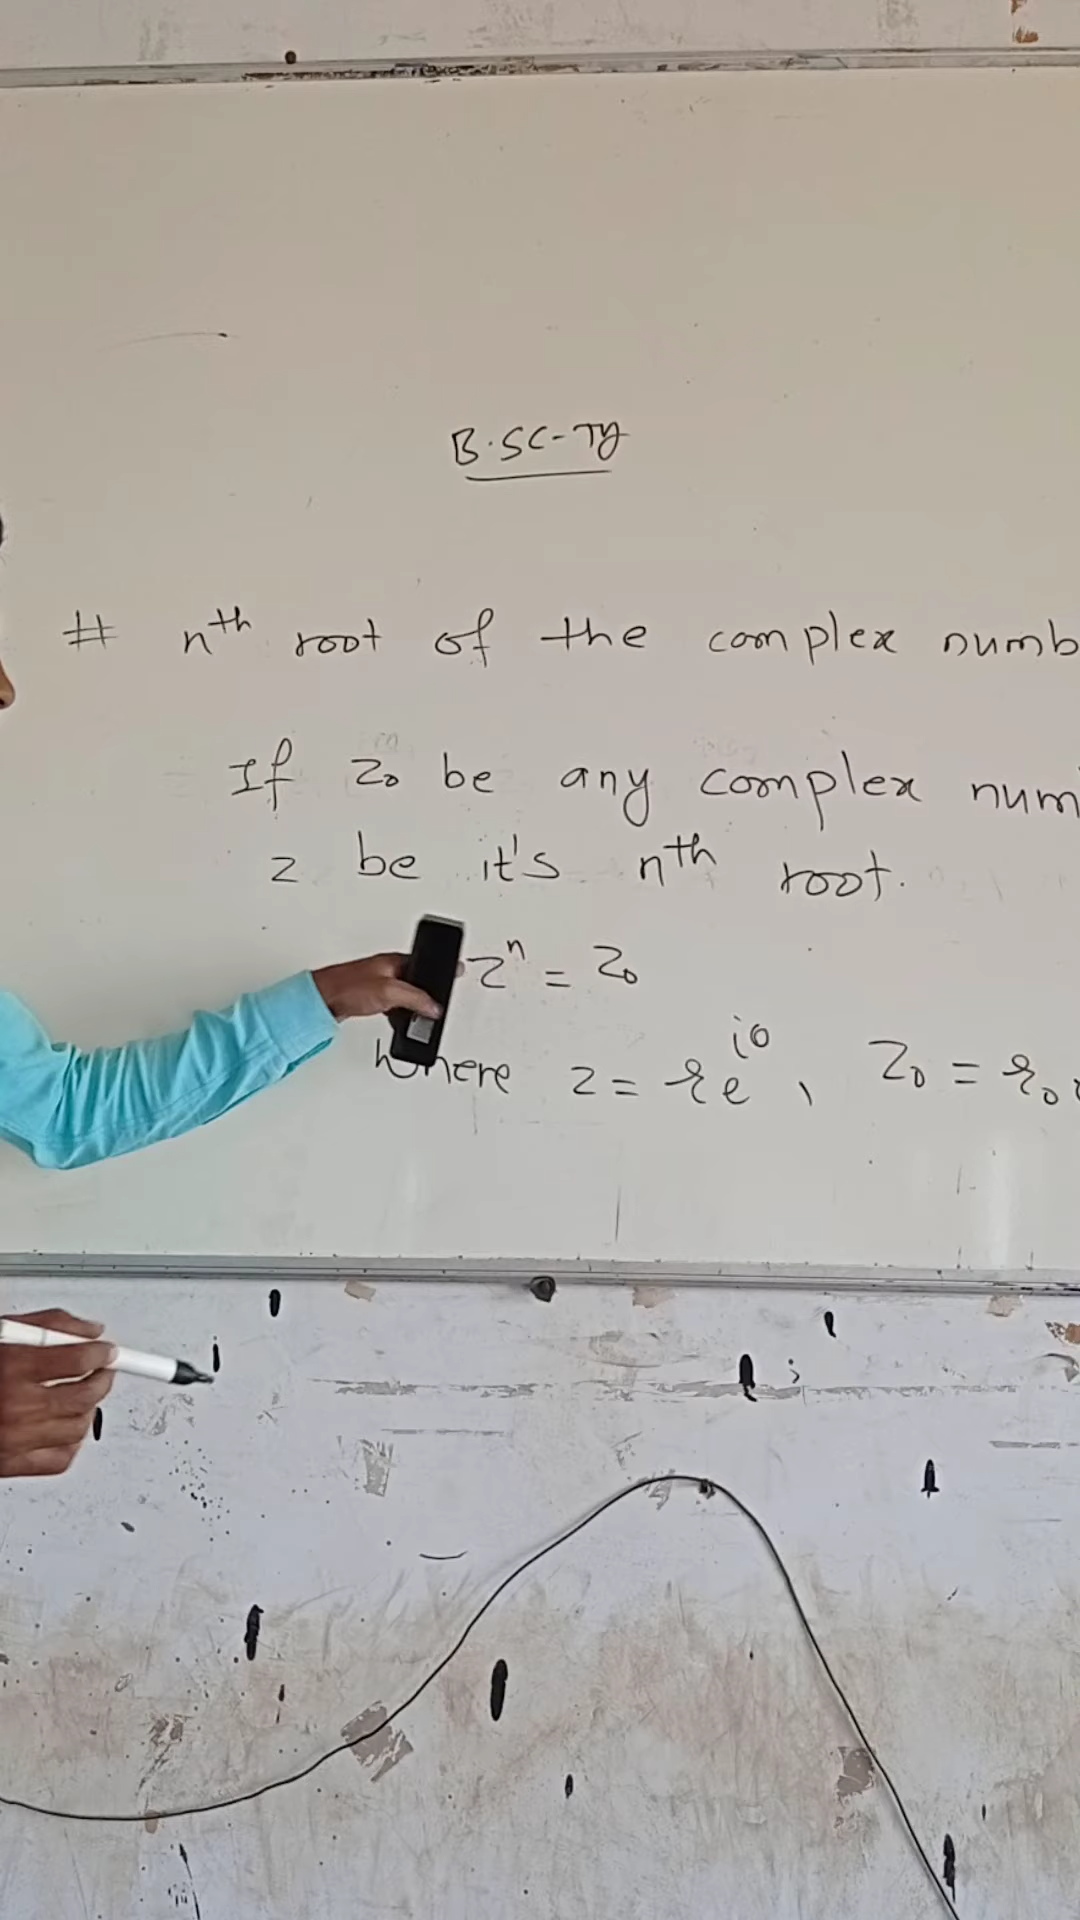 B.SC-TY
# nth root of the complex numb
If z₀ be any complex num
z be it's nth root.
zⁿ = z₀
where z = re^iθ, z₀ = r₀